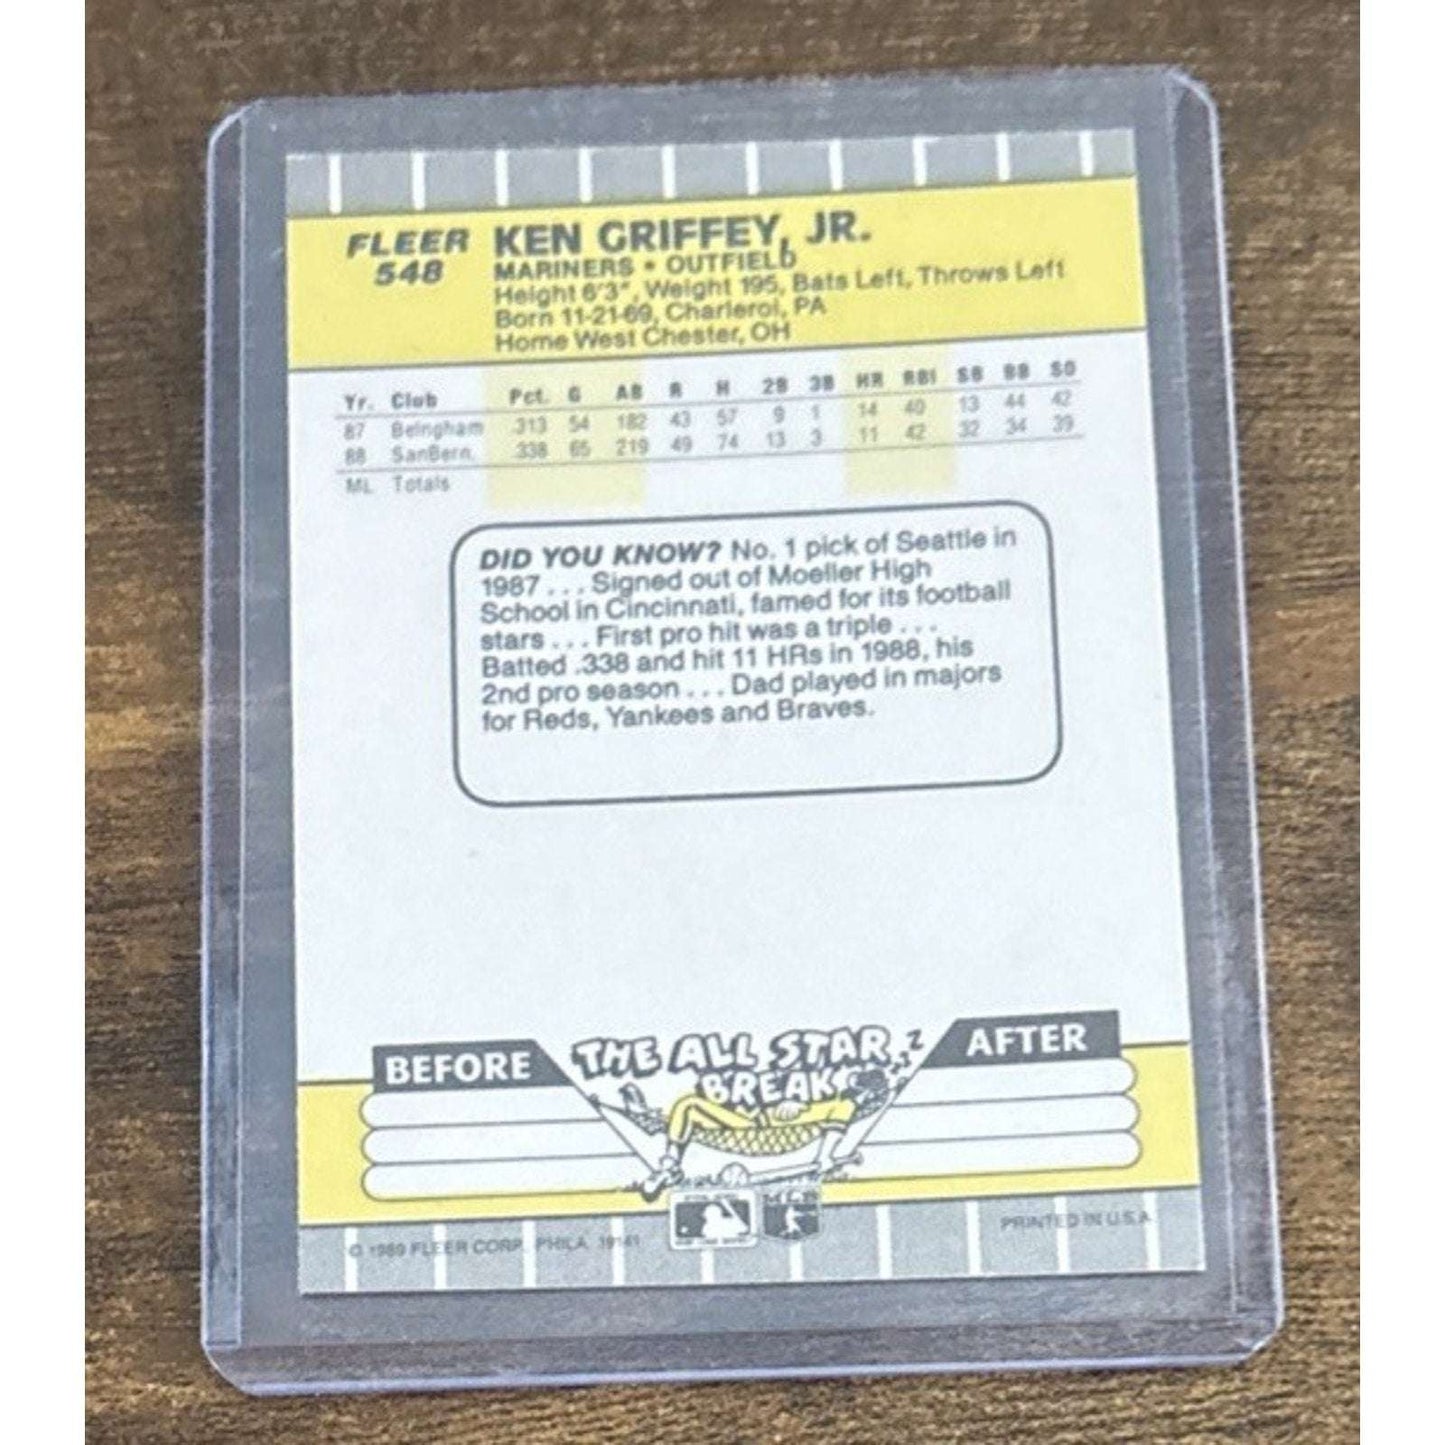 FLEER
548
KEN GRIFFEY, JR.
MARINERS • OUTFIELD
Height 6'3", Weight 195, Bats Left, Throws Left
Born 11-21-69, Charleroi, PA
Home West Chester, OH
Yr. Club Pct. G AB R H 2B 3B HR RBI SB BB SO
87 Belngham .313 54 182 43 57 9 1 14 40 13 44 42
88 SanBern. .338 65 219 49 74 13 3 11 42 32 34 39
ML Totals
DID YOU KNOW? No. 1 pick of Seattle in
1987 . . . Signed out of Moeller High
School in Cincinnati, famed for its football
stars . . . First pro hit was a triple . . .
Batted .338 and hit 11 HRs in 1988, his
2nd pro season . . . Dad played in majors
for Reds, Yankees and Braves.
BEFORE
THE ALL STAR
BREAK
zzZZ
AFTER
© 1989 FLEER CORP. PHILA. 19141
PRINTED IN U.S.A.